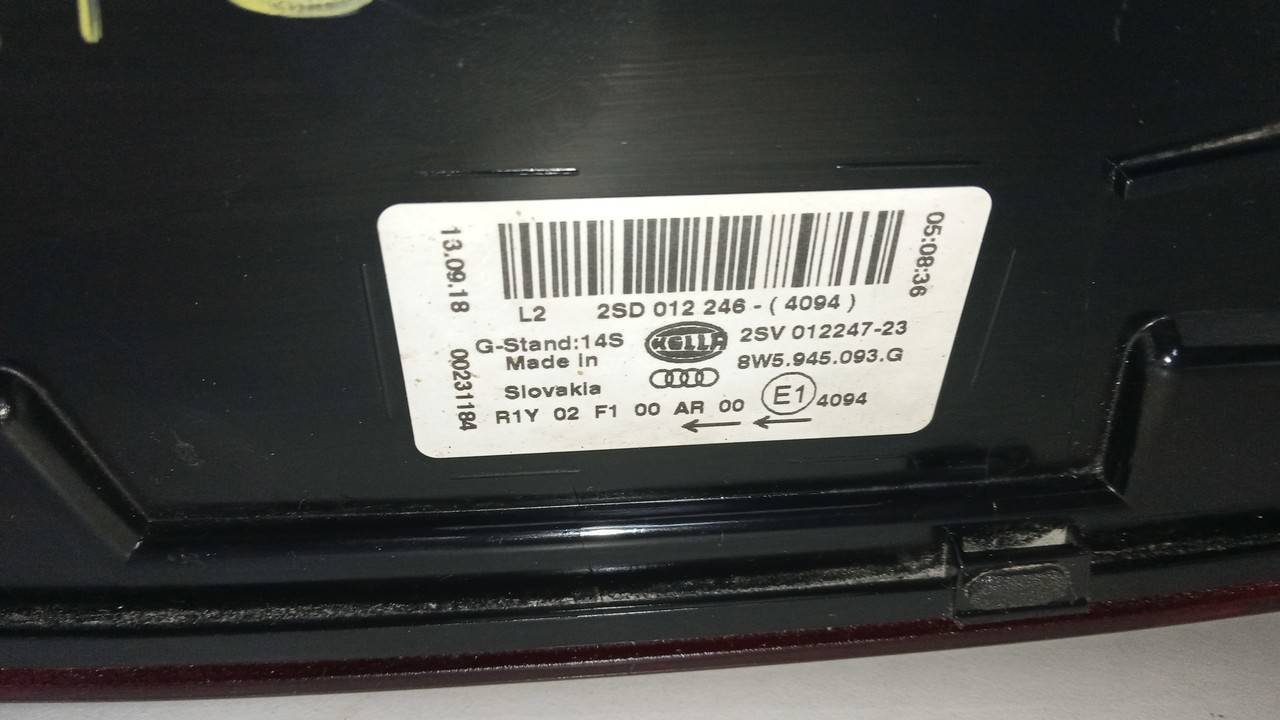 13.09.18 00231184
05:08:36
L2 2SD 012 246 - ( 4094 )
G-Stand:14S HELLA 2SV 012247-23
Made in 8W5.945.093.G
Slovakia
R1Y 02 F1 00 AR 00 E1 4094